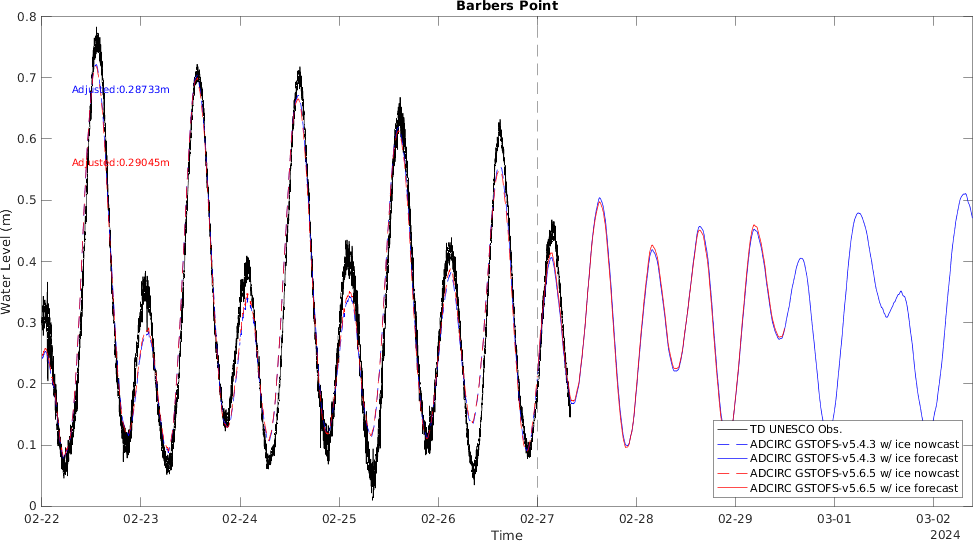 Barbers Point
0.8
0.7
Adjusted:0.28733m
0.6
Adjusted:0.29045m
0.5
0.4
0.3
0.2
0.1
0
Water Level (m)
TD UNESCO Obs.
ADCIRC GSTOFS-v5.4.3 w/ ice nowcast
ADCIRC GSTOFS-v5.4.3 w/ ice forecast
ADCIRC GSTOFS-v5.6.5 w/ ice nowcast
ADCIRC GSTOFS-v5.6.5 w/ ice forecast
02-22 02-23 02-24 02-25 02-26 02-27 02-28 02-29 03-01 03-02
Time
2024